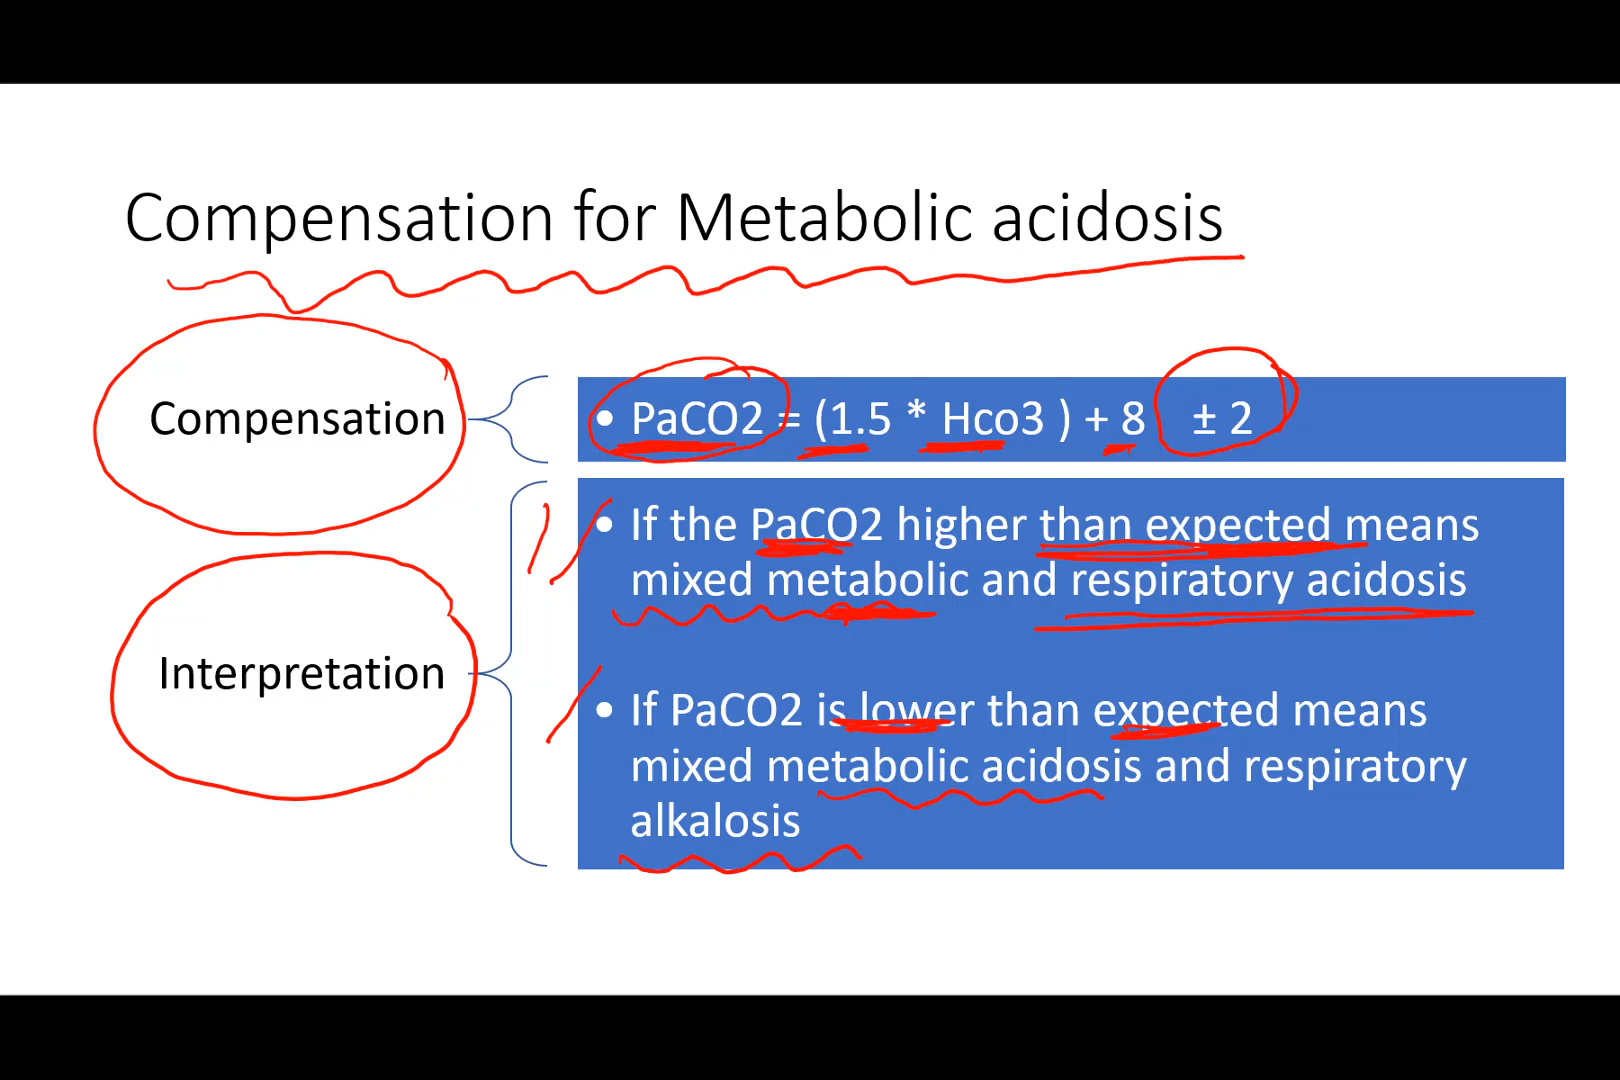 Compensation for Metabolic acidosis
Compensation
• PaCO2 = (1.5 * Hco3 ) + 8 ± 2
• If the PaCO2 higher than expected means
mixed metabolic and respiratory acidosis
Interpretation
• If PaCO2 is lower than expected means
mixed metabolic acidosis and respiratory
alkalosis